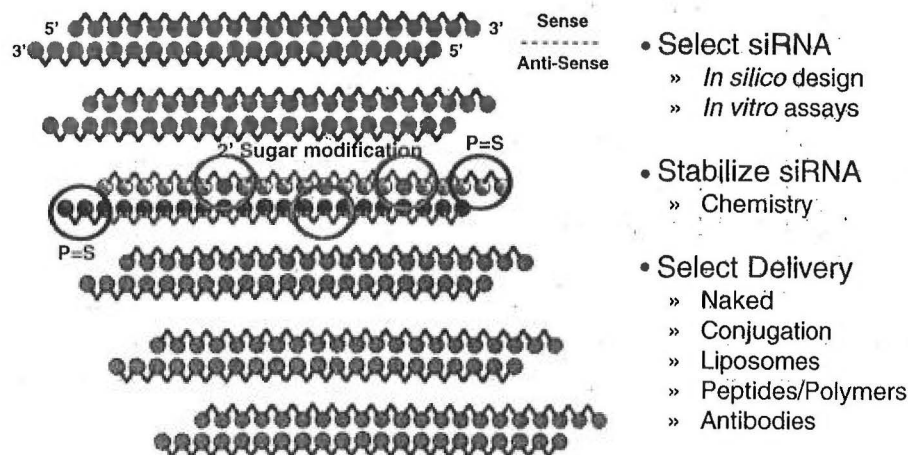 5'
3'
3'
5'
Sense
Anti-Sense
2' Sugar modification
P=S
P=S
• Select siRNA
» In silico design
» In vitro assays
• Stabilize siRNA
» Chemistry
• Select Delivery
» Naked
» Conjugation
» Liposomes
» Peptides/Polymers
» Antibodies